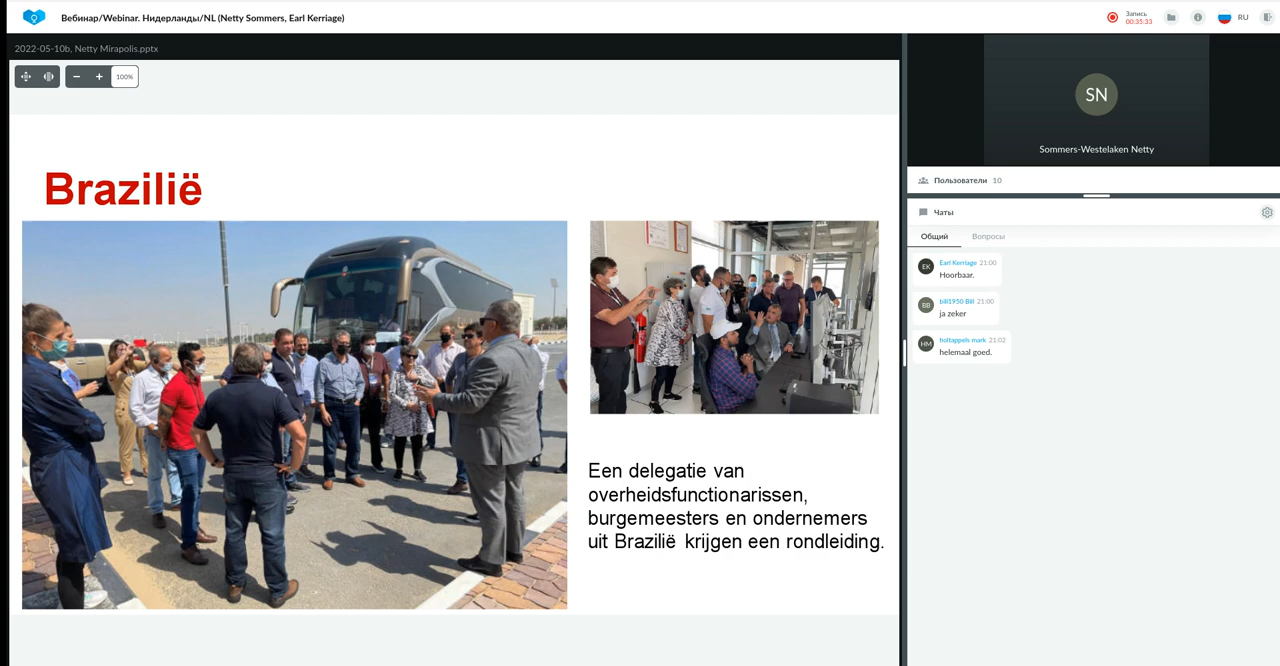 Вебинар/Webinar. Нидерланды/NL (Netty Sommers, Earl Kerriage)
Запись
00:35:33
RU
2022-05-10b, Netty Mirapolis.pptx
100%
SN
Sommers-Westelaken Netty
Пользователи 10
Чаты
Общий
Вопросы
EK
Earl Kerriage 21:00
Hoorbaar.
BB
bill1950 Bill 21:00
ja zeker
HM
holtappels mark 21:02
helemaal goed.
Brazilië
Een delegatie van
overheidsfunctionarissen,
burgemeesters en ondernemers
uit Brazilië krijgen een rondleiding.